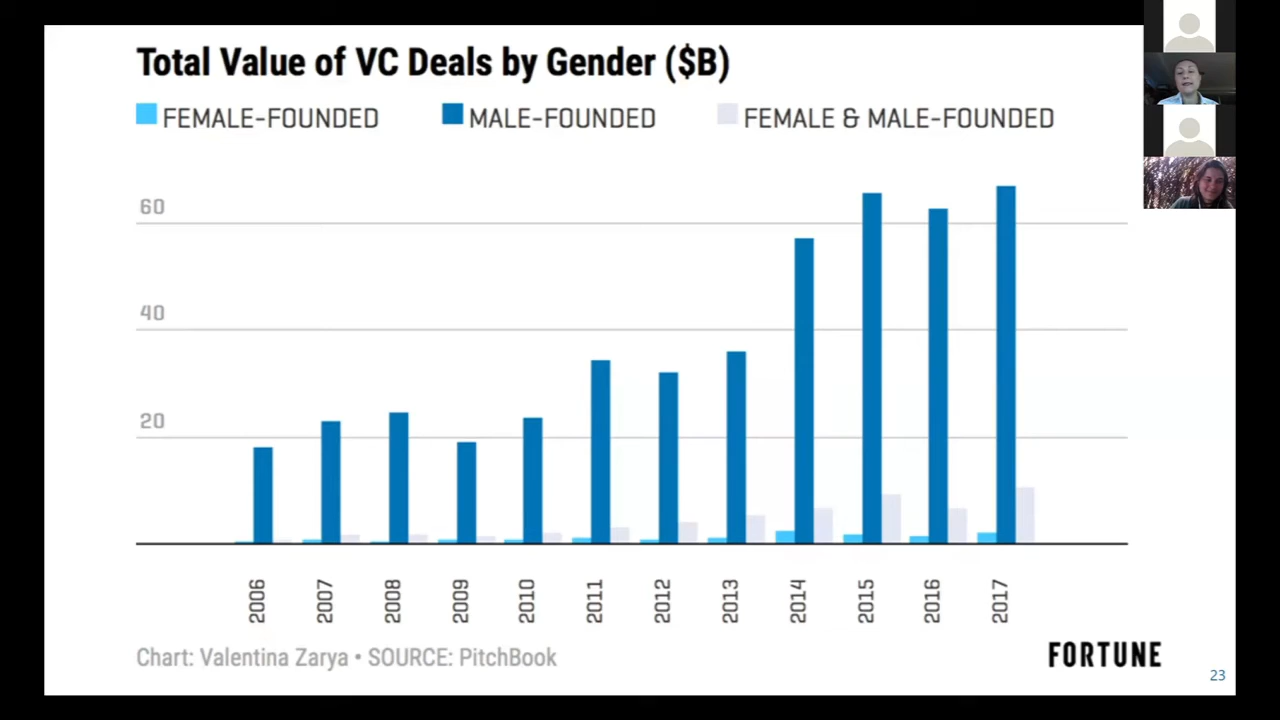 Total Value of VC Deals by Gender ($B)
FEMALE-FOUNDED MALE-FOUNDED FEMALE & MALE-FOUNDED
60
40
20
2006 2007 2008 2009 2010 2011 2012 2013 2014 2015 2016 2017
Chart: Valentina Zarya • SOURCE: PitchBook
FORTUNE
23